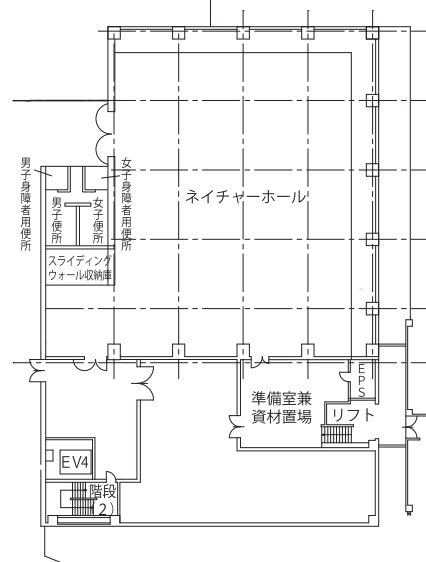 ネイチャーホール
男子身障者用便所
男子便所
女子便所
女子身障者用便所
スライディング
ウォール収納庫
EPS
準備室兼
資材置場
リフト
EV4
階段
(2)